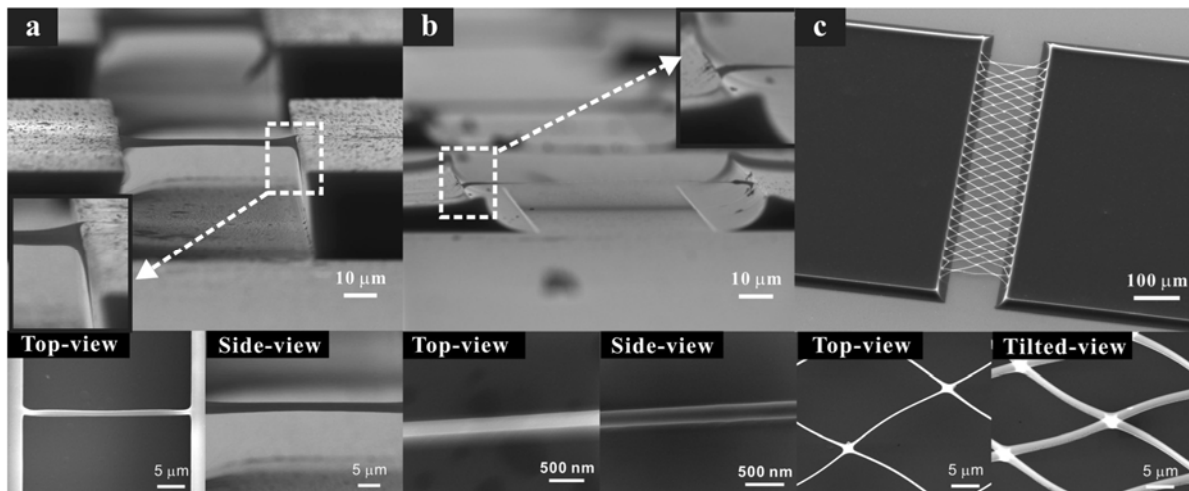 a
b
c
10 μm
10 μm
100 μm
Top-view
Side-view
Top-view
Side-view
Top-view
Tilted-view
5 μm
5 μm
500 nm
500 nm
5 μm
5 μm